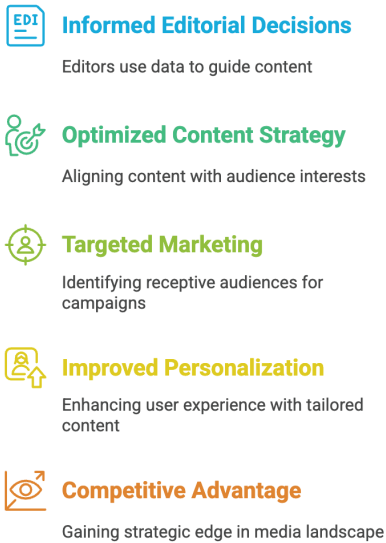 EDI
Informed Editorial Decisions
Editors use data to guide content
Optimized Content Strategy
Aligning content with audience interests
Targeted Marketing
Identifying receptive audiences for
campaigns
Improved Personalization
Enhancing user experience with tailored
content
Competitive Advantage
Gaining strategic edge in media landscape